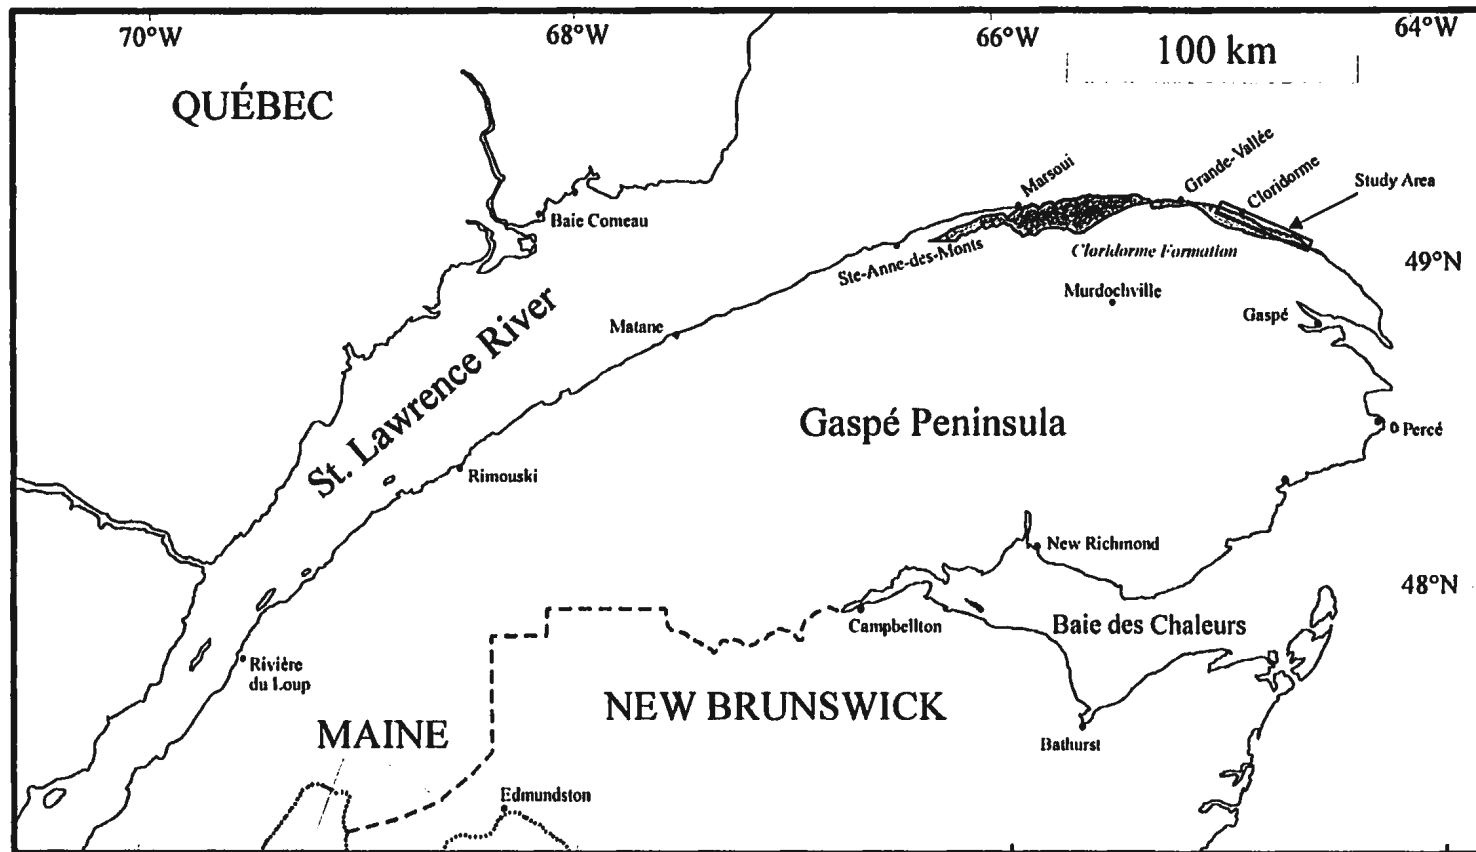 70°W
68°W
66°W
64°W
100 km
QUÉBEC
Grande-Vallée
Marsoui
Cloridorme
Study Area
Baie Comeau
Ste-Anne-des-Monts
Cloridorme Formation
49°N
Murdochville
Gaspé
Matane
St. Lawrence River
Gaspé Peninsula
Percé
Rimouski
New Richmond
48°N
Campbellton
Baie des Chaleurs
Rivière
du Loup
NEW BRUNSWICK
MAINE
Bathurst
Edmundston